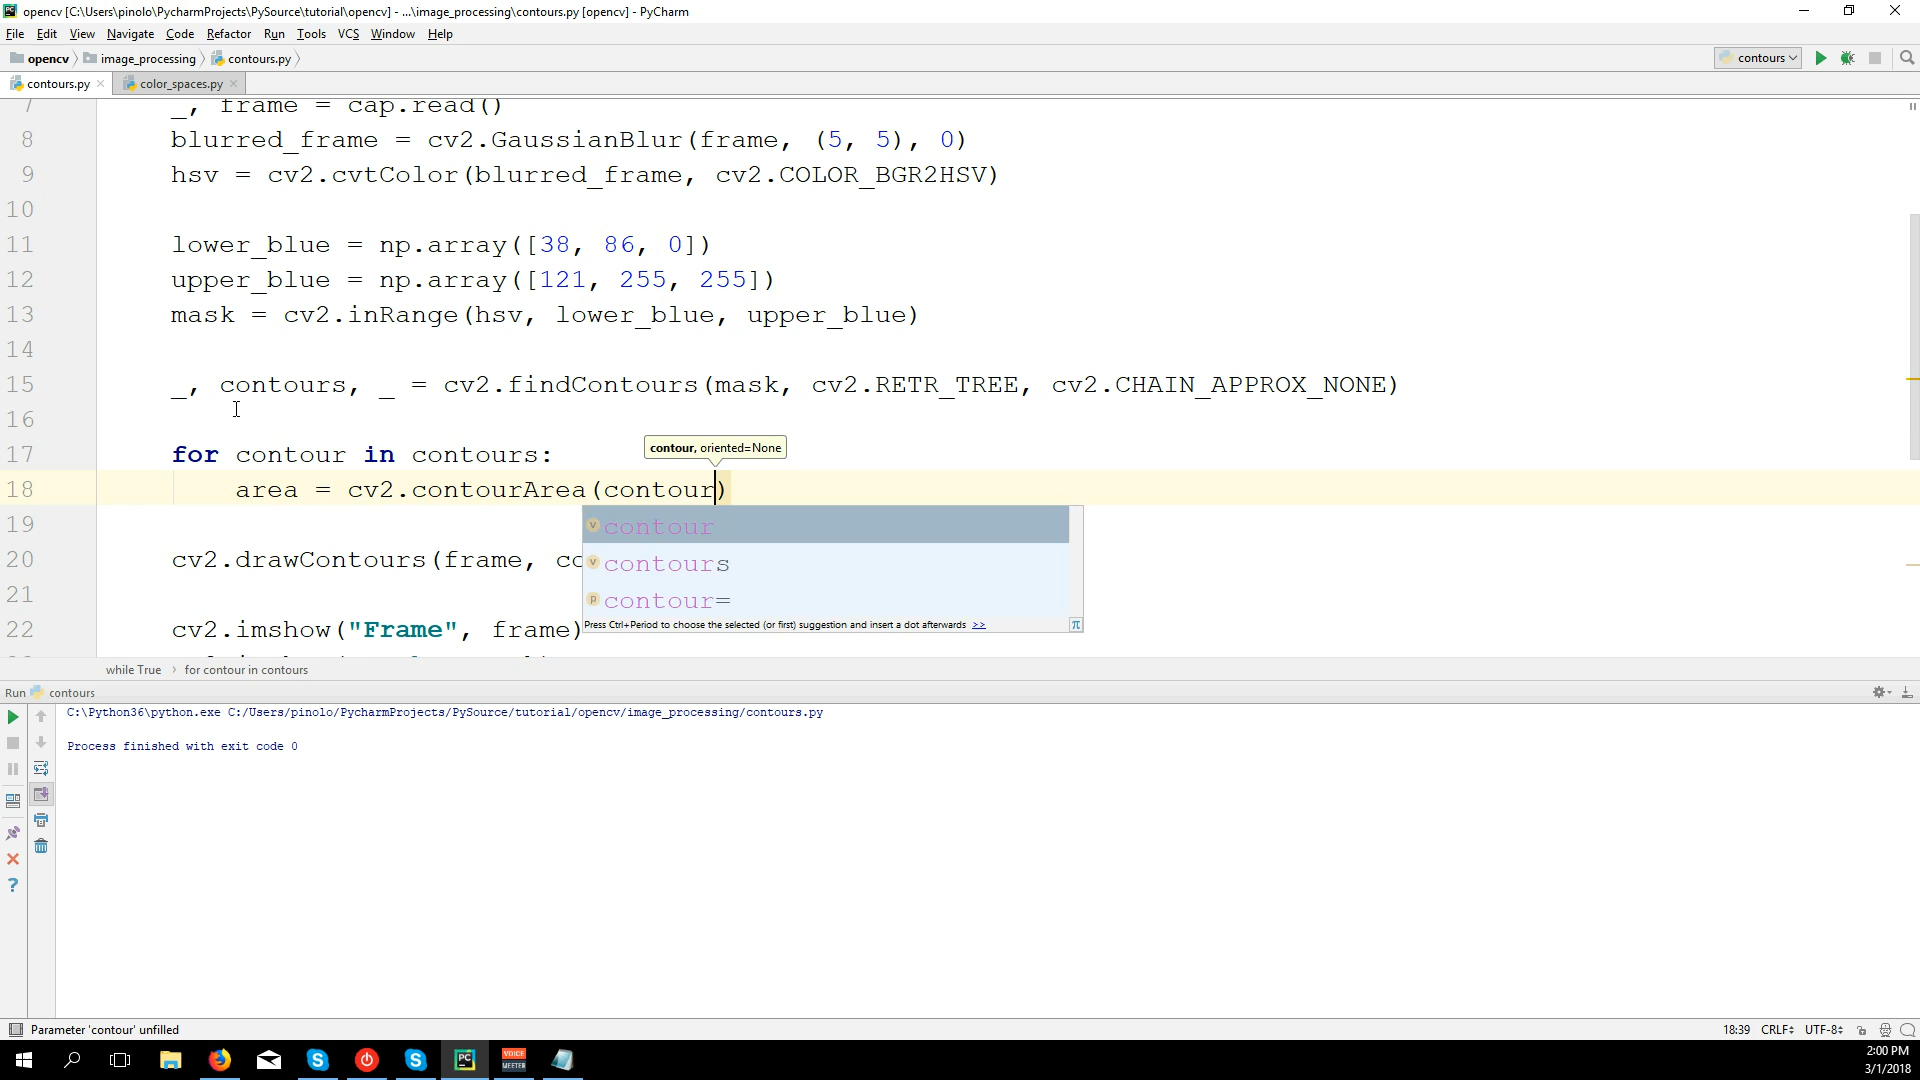 opencv [C:\Users\pinolo\PycharmProjects\PySource\tutorial\opencv] - ...\image_processing\contours.py [opencv] - PyCharm
File Edit View Navigate Code Refactor Run Tools VCS Window Help
opencv image_processing contours.py
contours
contours.py color_spaces.py
7 _, frame = cap.read()
8 blurred_frame = cv2.GaussianBlur(frame, (5, 5), 0)
9 hsv = cv2.cvtColor(blurred_frame, cv2.COLOR_BGR2HSV)
10
11 lower_blue = np.array([38, 86, 0])
12 upper_blue = np.array([121, 255, 255])
13 mask = cv2.inRange(hsv, lower_blue, upper_blue)
14
15 _, contours, _ = cv2.findContours(mask, cv2.RETR_TREE, cv2.CHAIN_APPROX_NONE)
16
17 for contour in contours:
contour, oriented=None
18 area = cv2.contourArea(contour)
19
contour
20 cv2.drawContours(frame, co
contours
21
contour=
22 cv2.imshow("Frame", frame)
Press Ctrl+Period to choose the selected (or first) suggestion and insert a dot afterwards >> π
while True for contour in contours
Run contours
C:\Python36\python.exe C:/Users/pinolo/PycharmProjects/PySource/tutorial/opencv/image_processing/contours.py
Process finished with exit code 0
Parameter 'contour' unfilled
18:39 CRLF UTF-8
PC VOICE MEETER
2:00 PM
3/1/2018